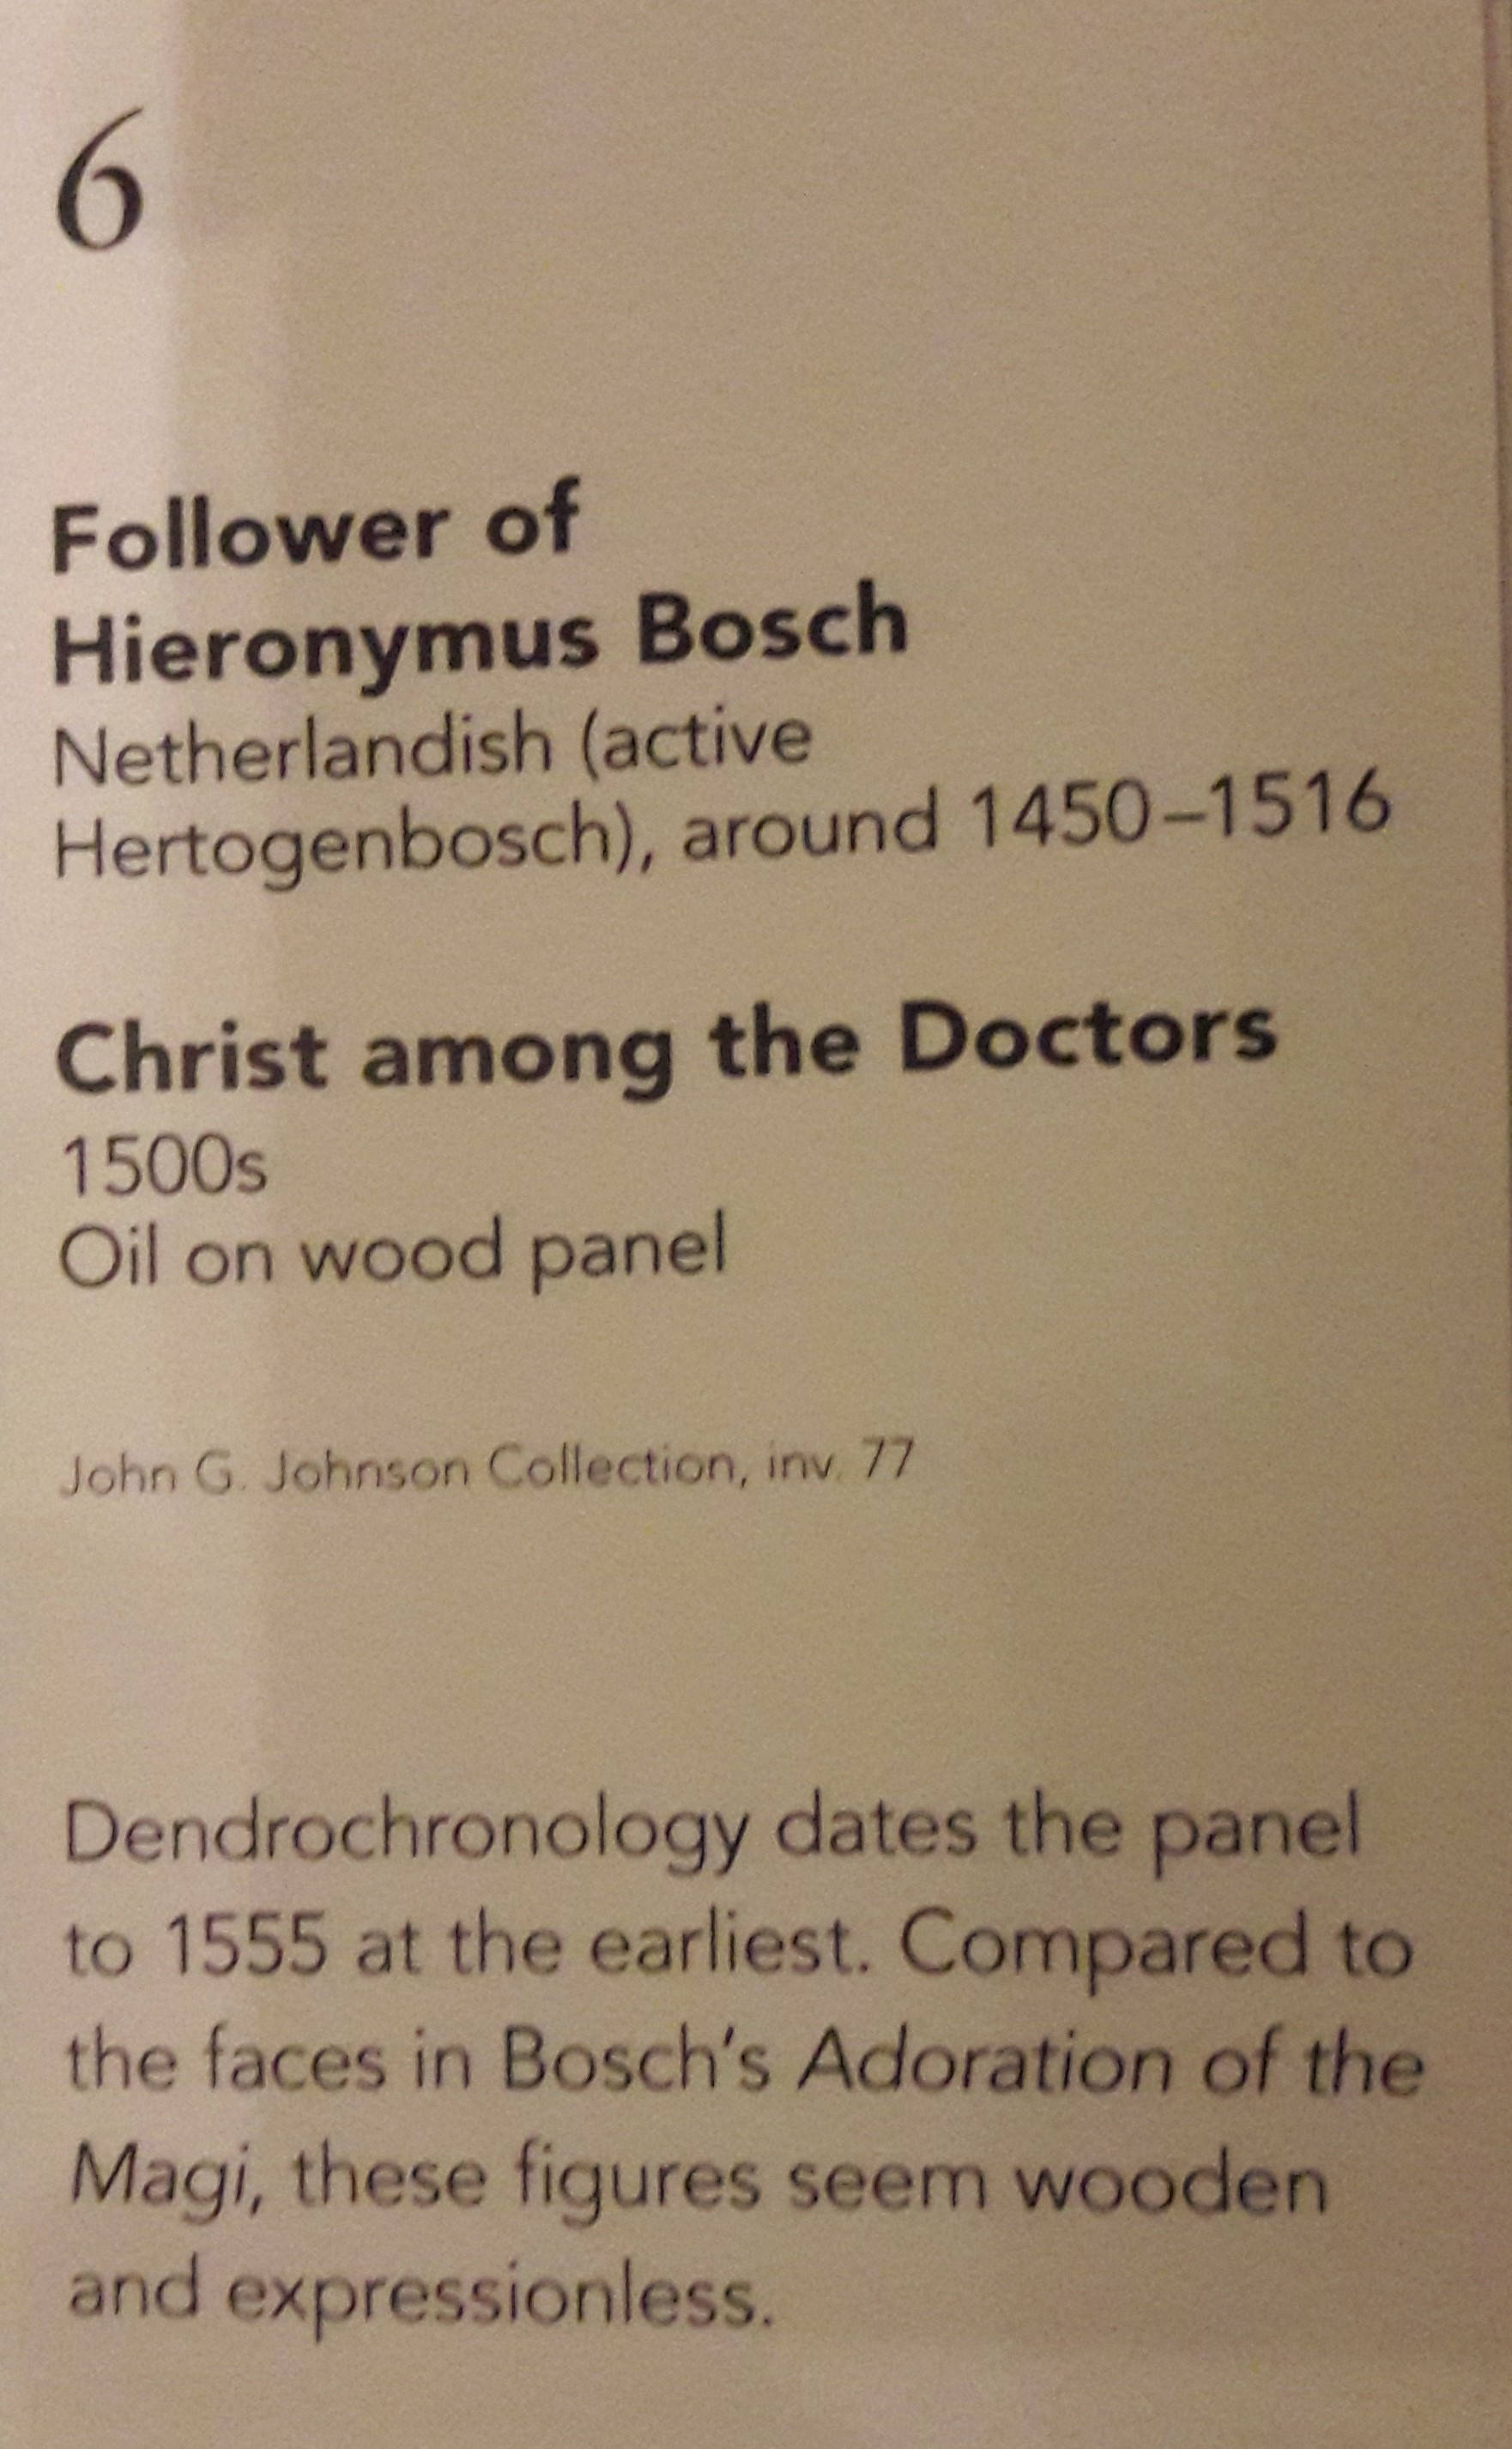 6
Follower of
Hieronymus Bosch
Netherlandish (active
Hertogenbosch), around 1450–1516
Christ among the Doctors
1500s
Oil on wood panel
John G. Johnson Collection, inv. 77
Dendrochronology dates the panel
to 1555 at the earliest. Compared to
the faces in Bosch's Adoration of the
Magi, these figures seem wooden
and expressionless.